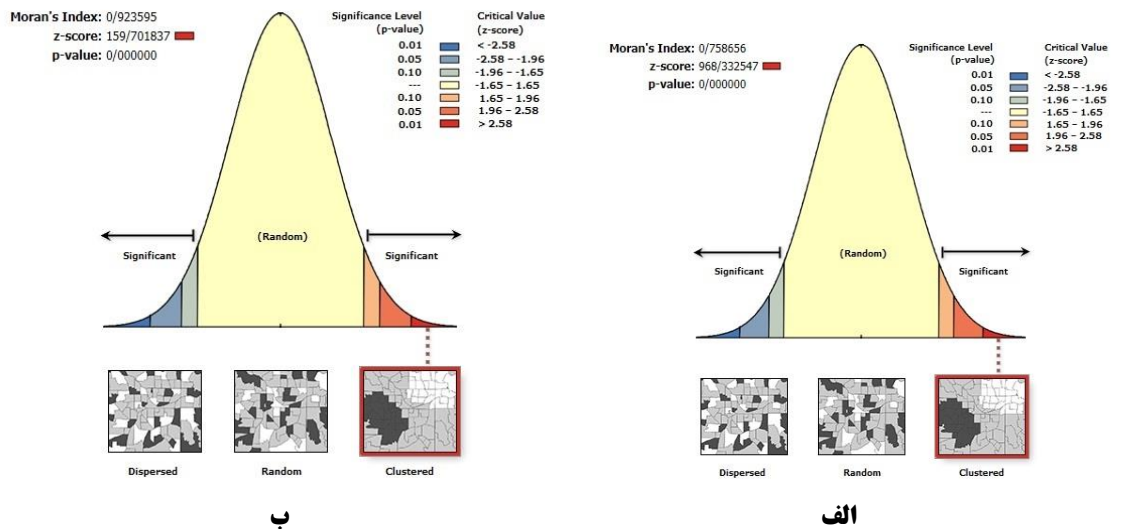 Moran's Index: 0/923595
z-score: 159/701837
p-value: 0/000000
Significance Level
(p-value)
Critical Value
(z-score)
0.01 < -2.58
0.05 -2.58 – -1.96
0.10 -1.96 – -1.65
--- -1.65 – 1.65
0.10 1.65 – 1.96
0.05 1.96 – 2.58
0.01 > 2.58
(Random)
Significant
Significant
Dispersed
Random
Clustered
ب
Moran's Index: 0/758656
z-score: 968/332547
p-value: 0/000000
Significance Level
(p-value)
Critical Value
(z-score)
0.01 < -2.58
0.05 -2.58 – -1.96
0.10 -1.96 – -1.65
--- -1.65 – 1.65
0.10 1.65 – 1.96
0.05 1.96 – 2.58
0.01 > 2.58
(Random)
Significant
Significant
Dispersed
Random
Clustered
الف